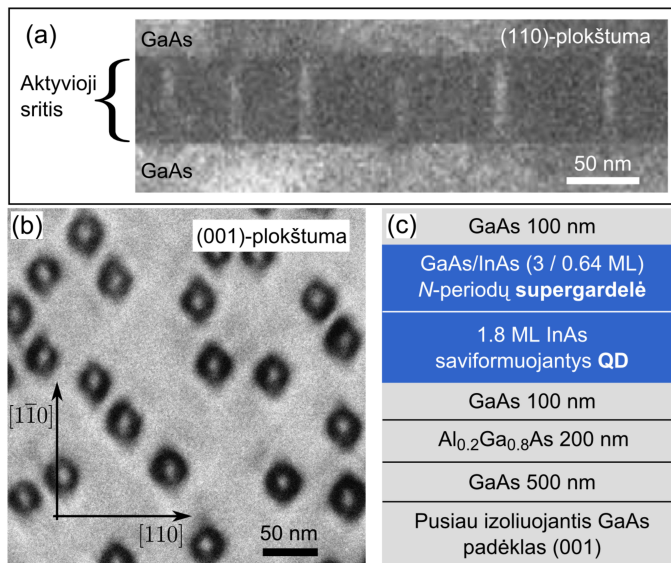 (a)
GaAs
(110)-plokštuma
Aktyvioji
sritis
GaAs
50 nm
(b)
(001)-plokštuma
[11̅0]
[110]
50 nm
(c)
GaAs 100 nm
GaAs/InAs (3 / 0.64 ML)
N-periodų supergardelė
1.8 ML InAs
saviformuojantys QD
GaAs 100 nm
Al₀.₂Ga₀.₈As 200 nm
GaAs 500 nm
Pusiau izoliuojantis GaAs
padėklas (001)